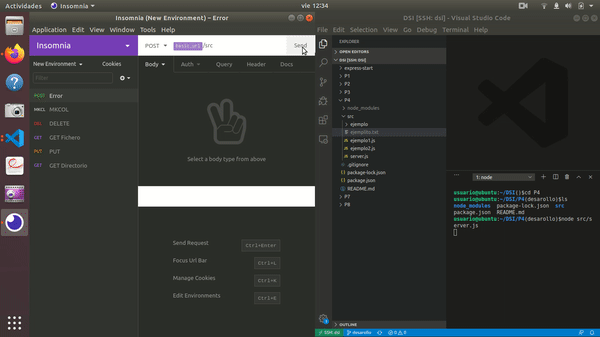 Actividades Insomnia vie 12:34
Insomnia (New Environment) – Error
DSI [SSH: dsi] - Visual Studio Code
Application Edit View Window Tools Help
File Edit Selection View Go Debug Terminal Help
Insomnia
POST /src Send
New Environment Cookies
Body Auth Query Header Docs
Filter
POST Error
MKCL MKCOL
DEL DELETE
GET GET Fichero
PUT PUT
GET GET Directorio
Select a body type from above
Send Request Ctrl+Enter
Focus Url Bar Ctrl+L
Manage Cookies Ctrl+K
Edit Environments Ctrl+E
EXPLORER
OPEN EDITORS
DSI [SSH: DSI]
express-start
P1
P2
P3
P4
node_modules
src
ejemplo
ejemplo.txt
ejemplo1.js
ejemplo2.js
server.js
.gitignore
package-lock.json
package.json
README.md
P7
P8
OUTLINE
1: node
usuario@ubuntu:~/DSI()$cd P4
usuario@ubuntu:~/DSI/P4(desarollo)$ls
node_modules package-lock.json src
package.json README.md
usuario@ubuntu:~/DSI/P4(desarollo)$node src/s
erver.js
SSH: dsi desarollo